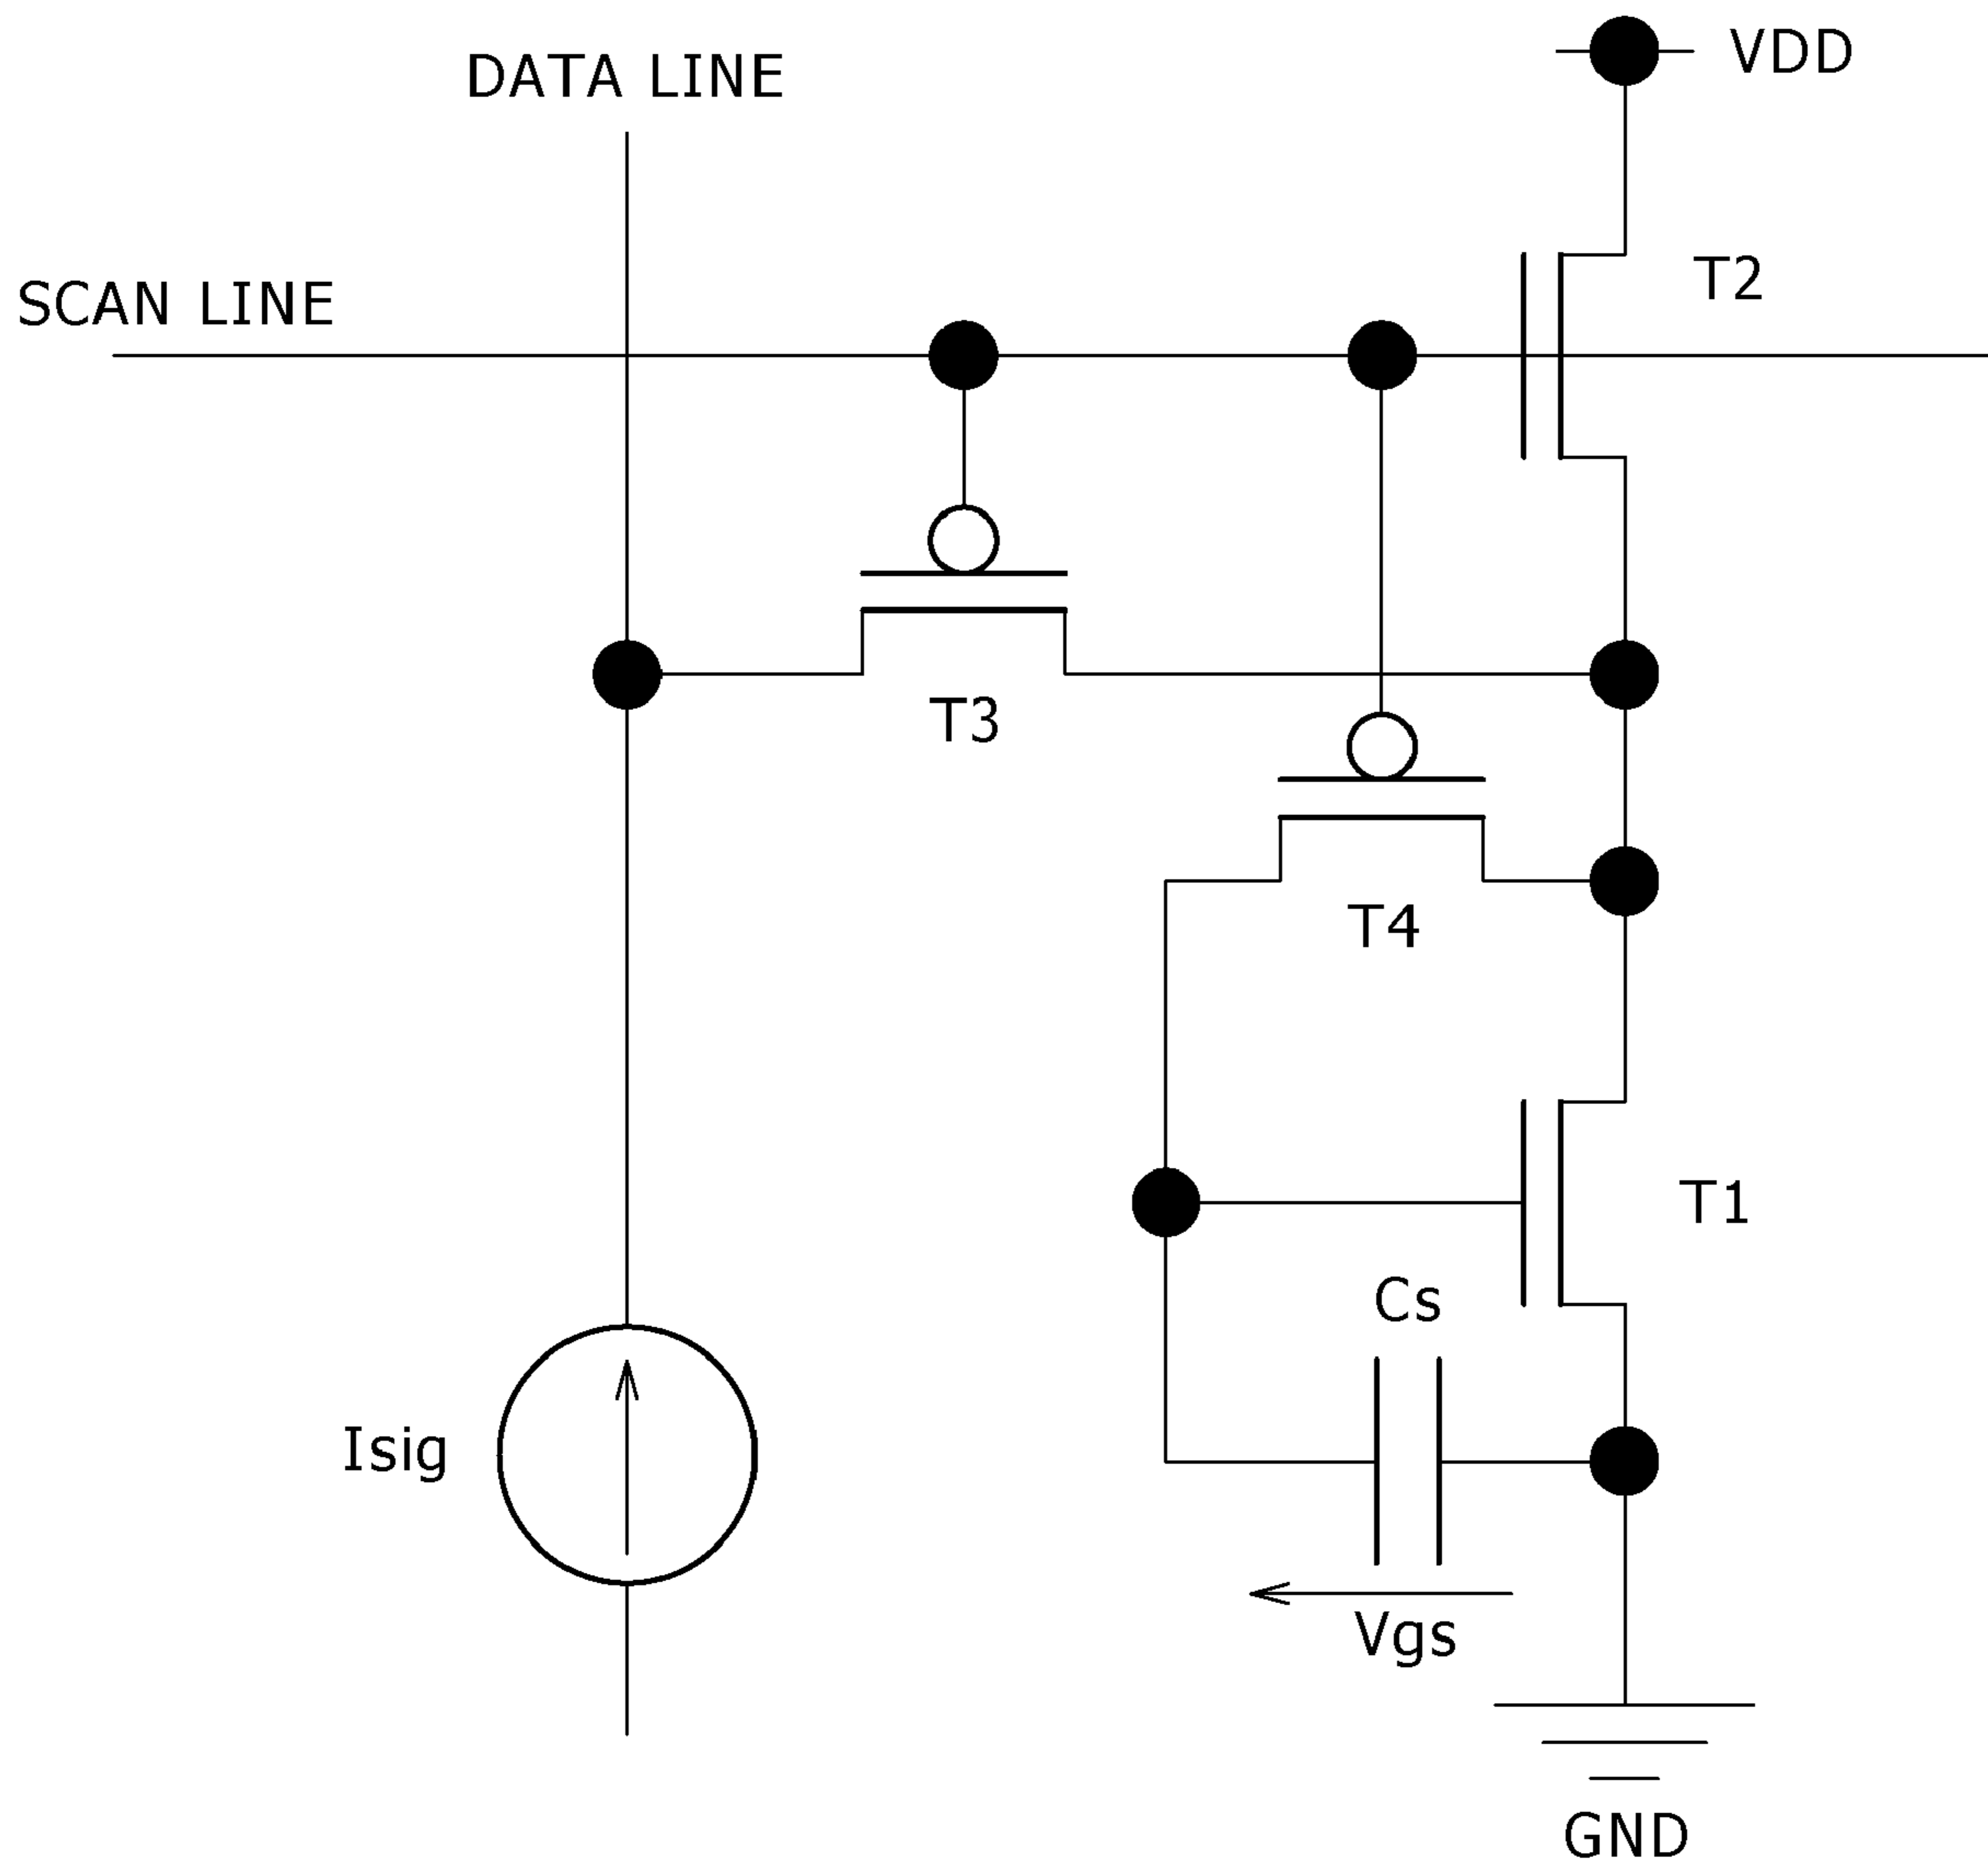 DATA LINE
VDD
SCAN LINE
T2
T3
T4
T1
Cs
Isig
Vgs
GND